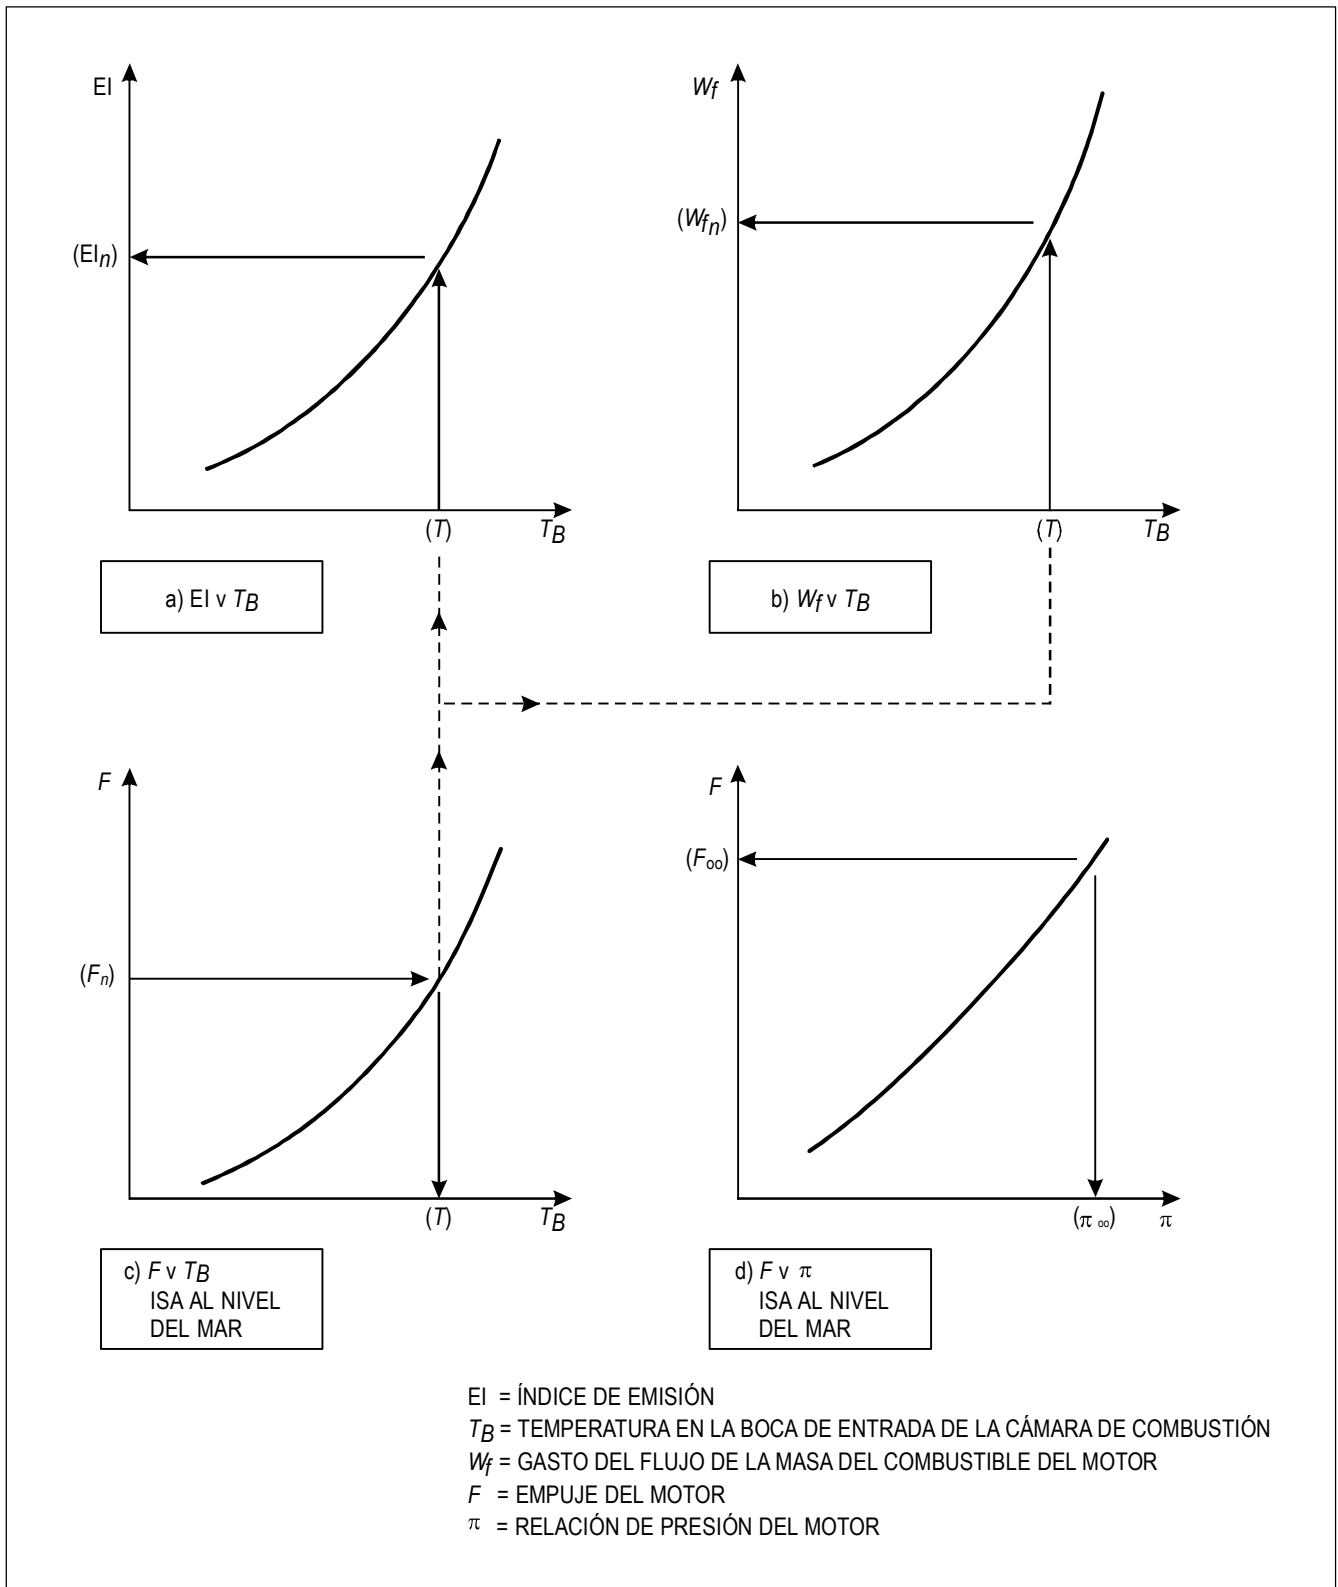 EI
(EIn)
(T)
TB
a) EI v TB
Wf
(Wfn)
(T)
TB
b) Wf v TB
F
(Fn)
(T)
TB
c) F v TB
ISA AL NIVEL
DEL MAR
F
(Foo)
(π oo)
π
d) F v π
ISA AL NIVEL
DEL MAR
EI = ÍNDICE DE EMISIÓN
TB = TEMPERATURA EN LA BOCA DE ENTRADA DE LA CÁMARA DE COMBUSTIÓN
Wf = GASTO DEL FLUJO DE LA MASA DEL COMBUSTIBLE DEL MOTOR
F = EMPUJE DEL MOTOR
π = RELACIÓN DE PRESIÓN DEL MOTOR